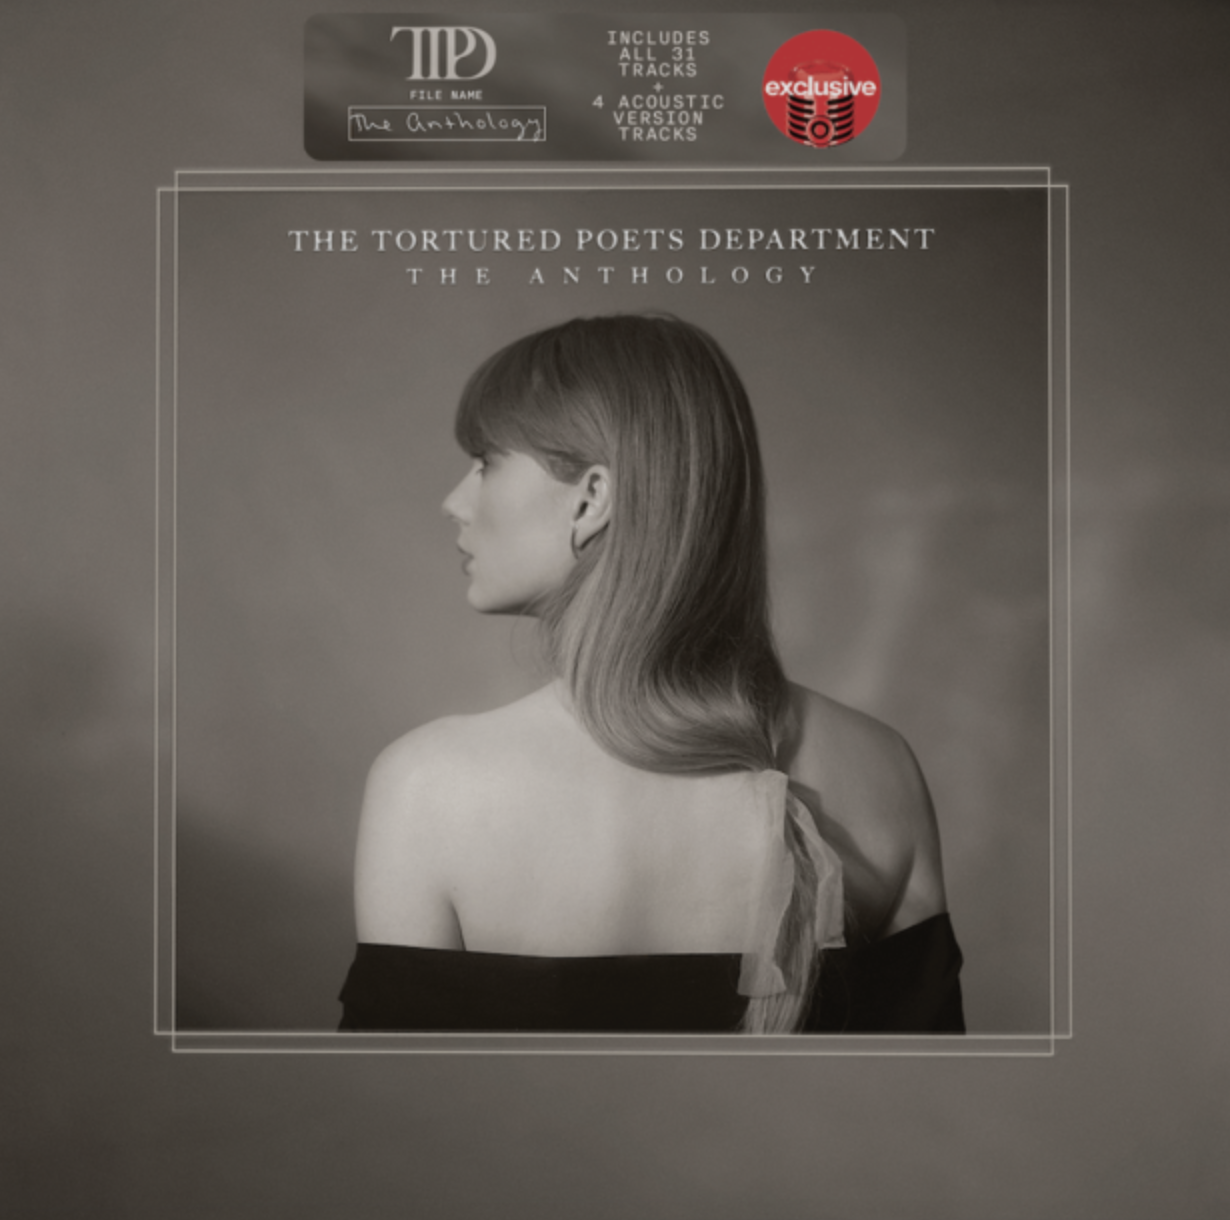 TTPD
FILE NAME
The Anthology
INCLUDES
ALL 31
TRACKS
+
4 ACOUSTIC
VERSION
TRACKS
exclusive
THE TORTURED POETS DEPARTMENT
THE ANTHOLOGY